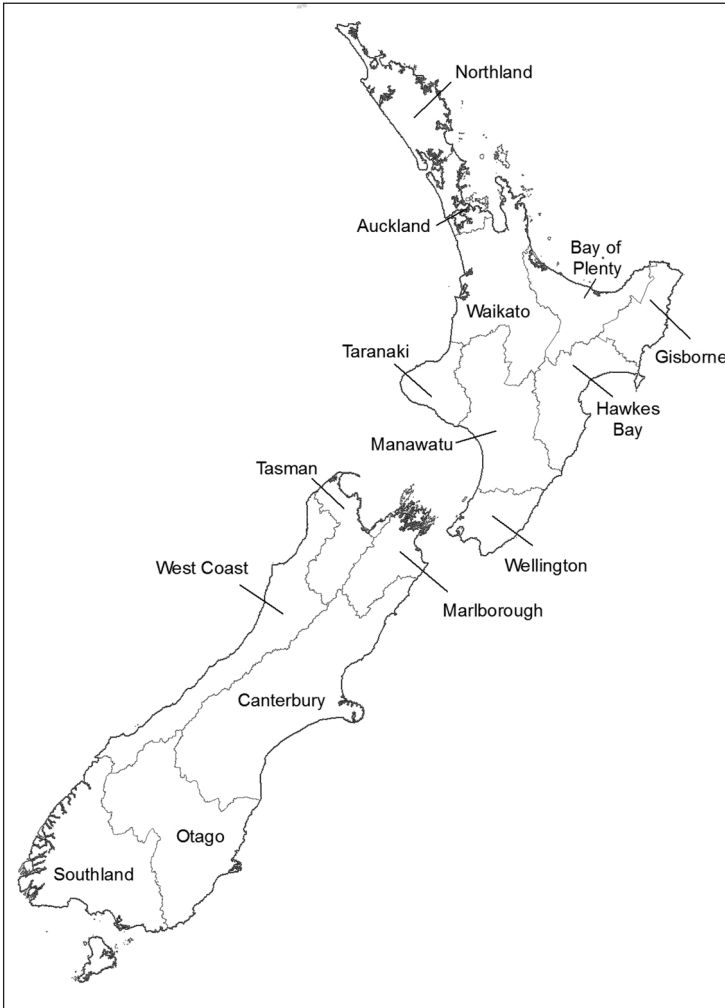 Northland
Auckland
Bay of
Plenty
Waikato
Taranaki
Gisborne
Hawkes
Bay
Manawatu
Tasman
Wellington
West Coast
Marlborough
Canterbury
Otago
Southland